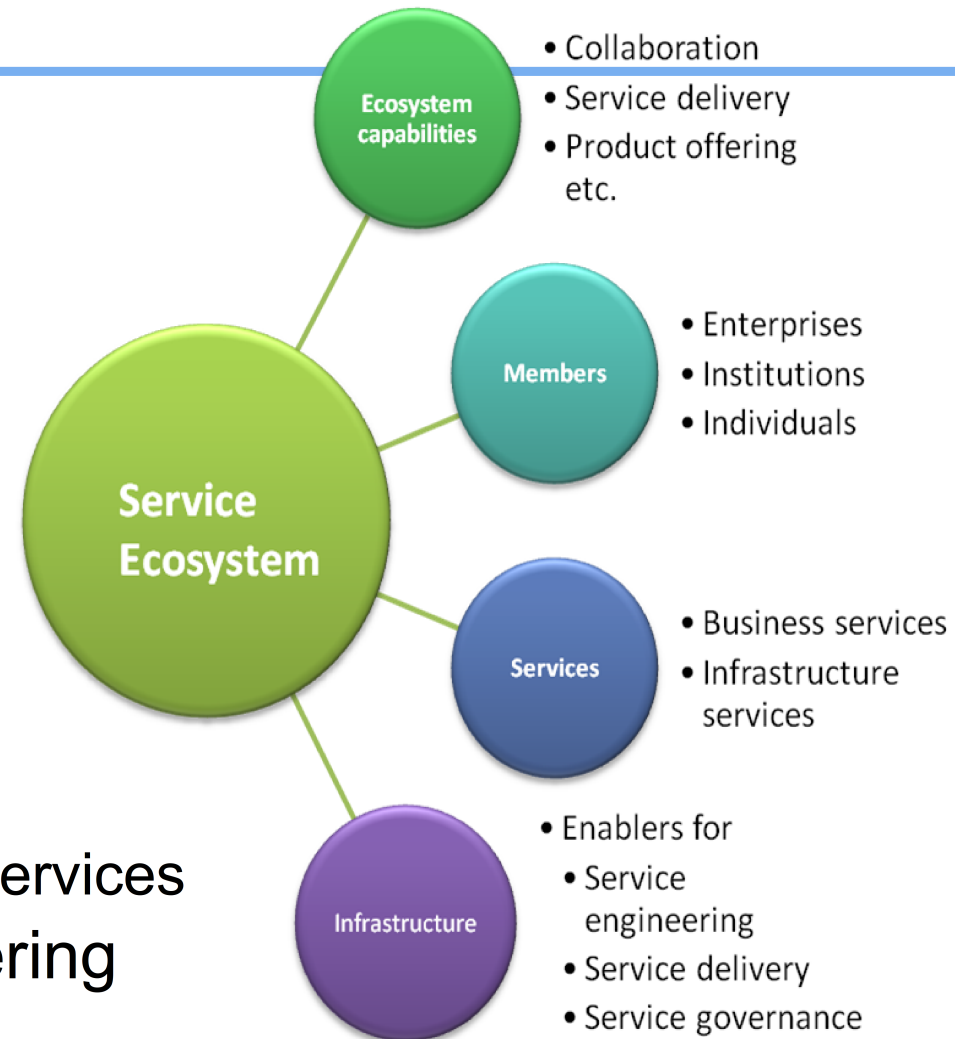 Ecosystem
capabilities
• Collaboration
• Service delivery
• Product offering
etc.
Members
• Enterprises
• Institutions
• Individuals
Service
Ecosystem
Services
• Business services
• Infrastructure
services
Infrastructure
• Enablers for
• Service
engineering
• Service delivery
• Service governance
ervices
ering